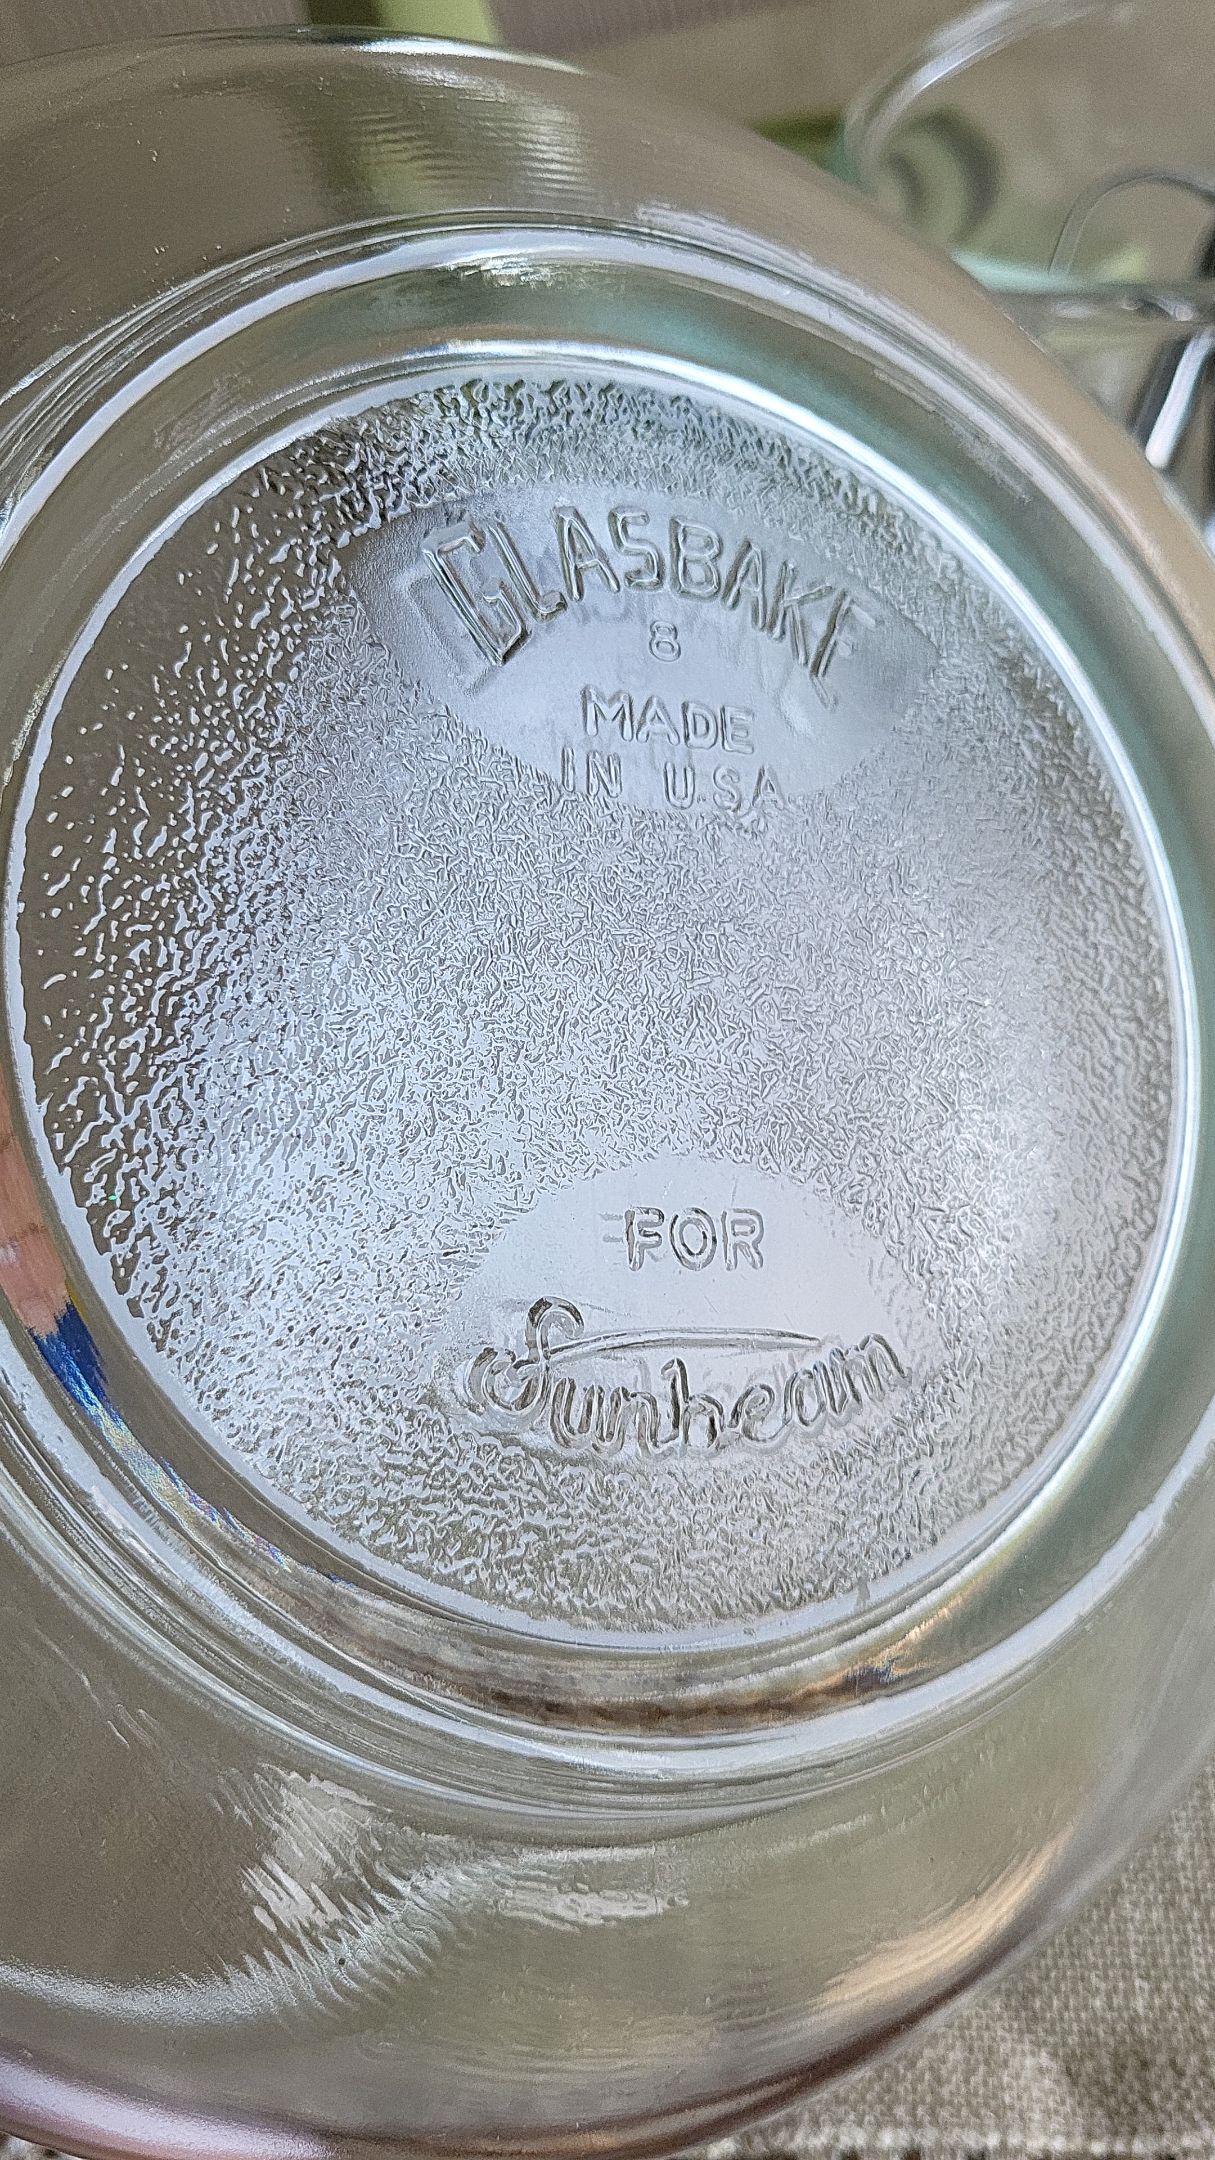 GLASBAKE
8
MADE
IN U.S.A.
FOR
Sunbeam